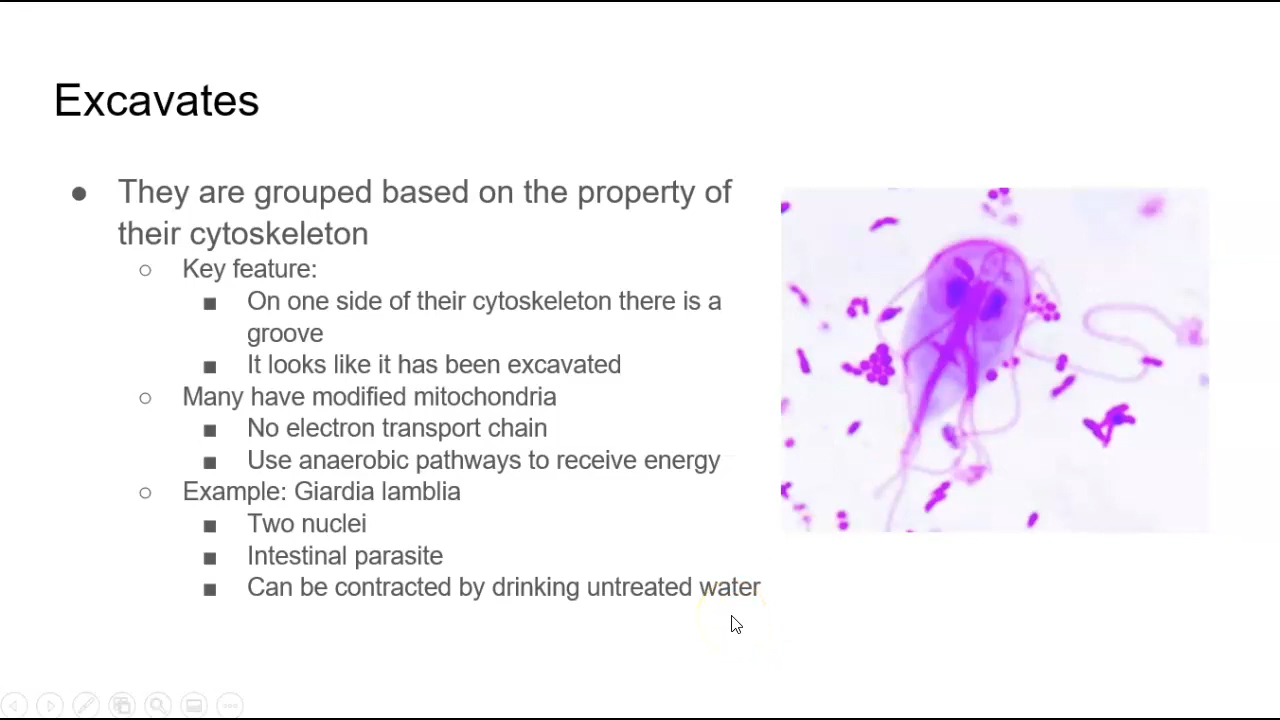 Excavates
● They are grouped based on the property of
their cytoskeleton
○ Key feature:
■ On one side of their cytoskeleton there is a
groove
■ It looks like it has been excavated
○ Many have modified mitochondria
■ No electron transport chain
■ Use anaerobic pathways to receive energy
○ Example: Giardia lamblia
■ Two nuclei
■ Intestinal parasite
■ Can be contracted by drinking untreated water